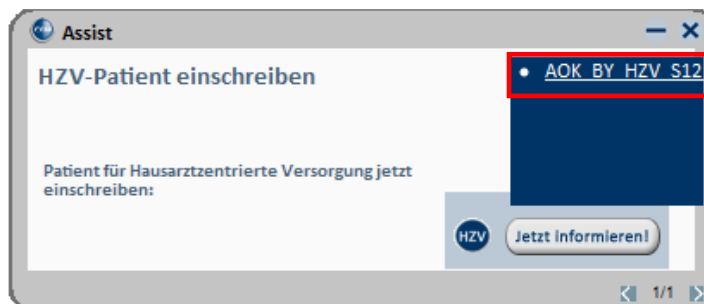 Assist
HZV-Patient einschreiben
• AOK_BY_HZV_S12
Patient für Hausarztzentrierte Versorgung jetzt
einschreiben:
HZV
Jetzt informieren!
1/1